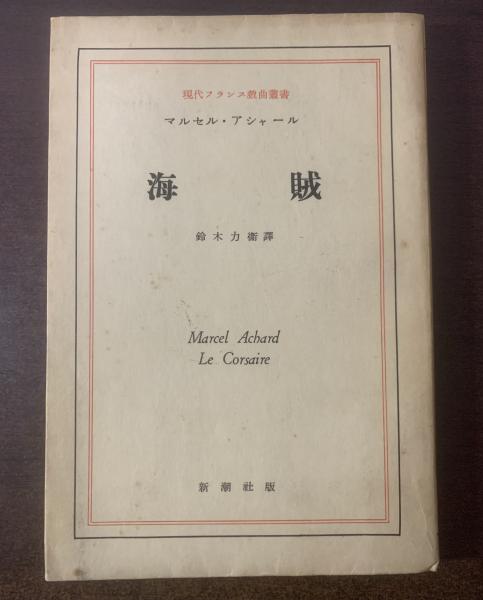 現代フランス戯曲叢書
マルセル・アシャール
海賊
鈴木力衞譯
Marcel Achard
Le Corsaire
新潮社版